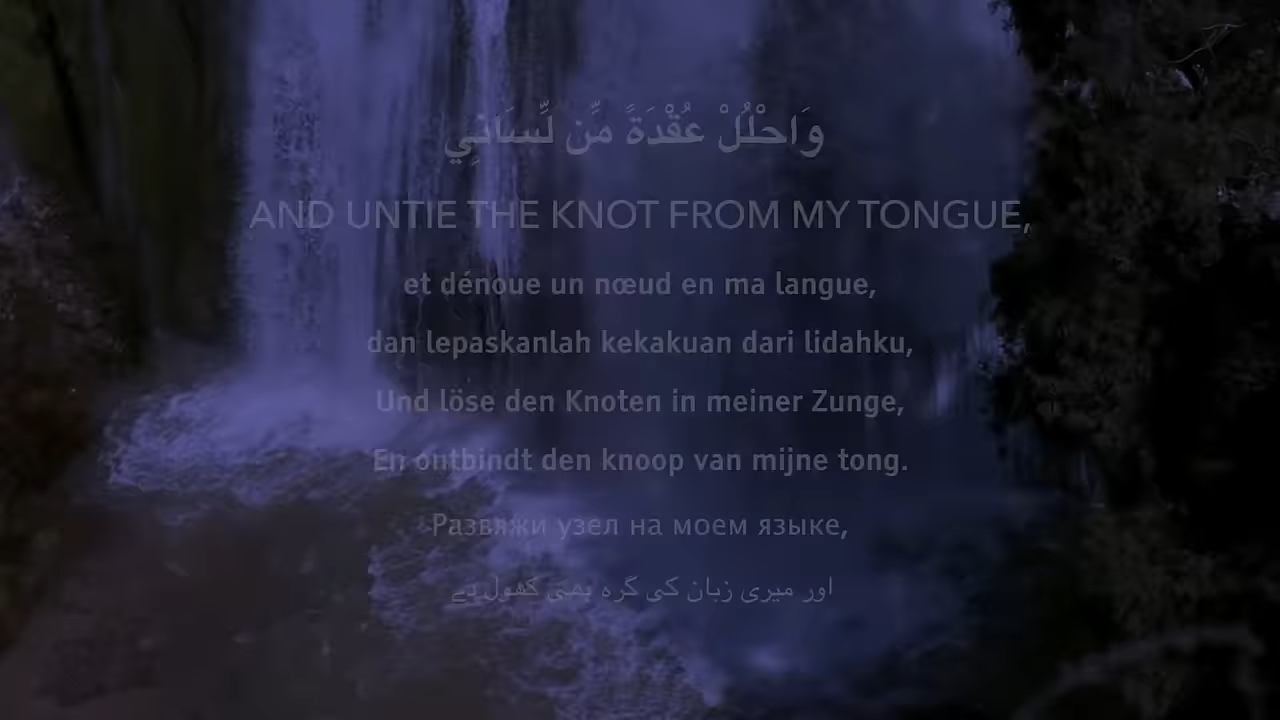 وَاحْلُلْ عُقْدَةً مِّن لِّسَانِي
AND UNTIE THE KNOT FROM MY TONGUE,
et dénoue un nœud en ma langue,
dan lepaskanlah kekakuan dari lidahku,
Und löse den Knoten in meiner Zunge,
En ontbindt den knoop van mijne tong.
Развяжи узел на моем языке,
اور میری زبان کی گره بھی کھول دے